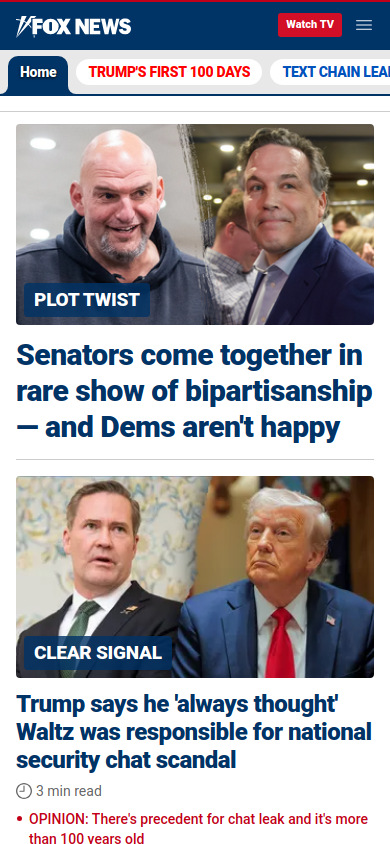 FOX NEWS
Watch TV
Home
TRUMP'S FIRST 100 DAYS
TEXT CHAIN LEA
PLOT TWIST
Senators come together in
rare show of bipartisanship
— and Dems aren't happy
CLEAR SIGNAL
Trump says he 'always thought'
Waltz was responsible for national
security chat scandal
3 min read
• OPINION: There's precedent for chat leak and it's more
than 100 years old